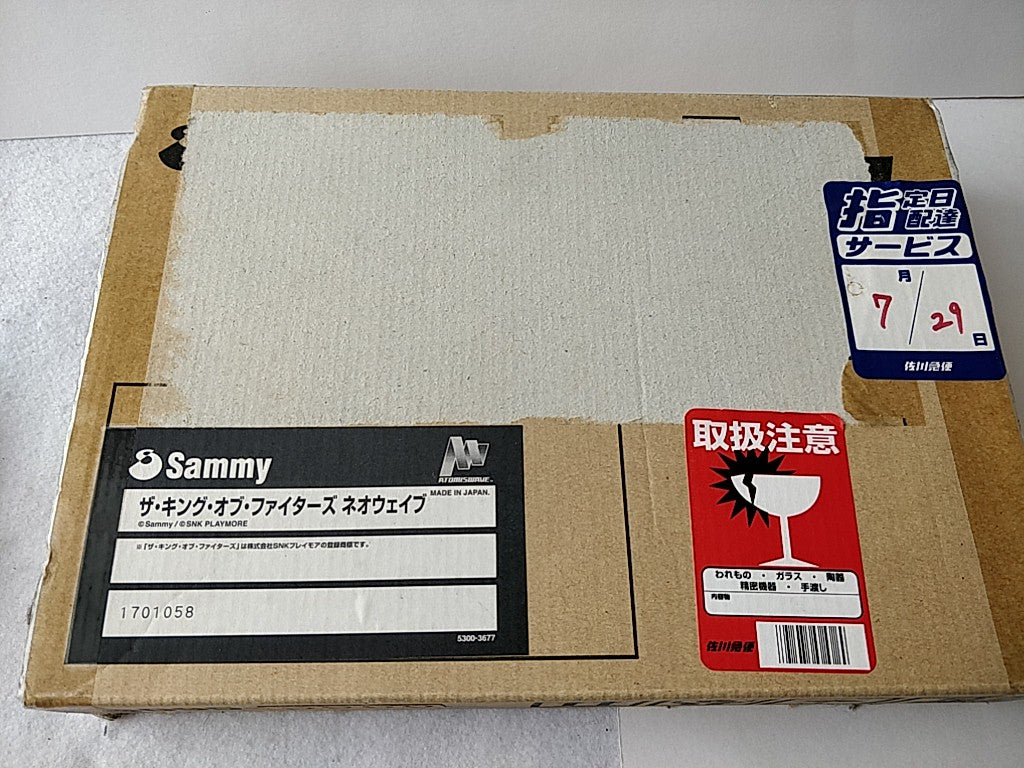 指定日
配達
サービス
月
7/29
日
佐川急便
Sammy
ATOMISWAVE
MADE IN JAPAN.
ザ・キング・オブ・ファイターズ ネオウェイブ
©Sammy / ©SNK PLAYMORE
※「ザ・キング・オブ・ファイターズ」は株式会社SNKプレイモアの登録商標です。
1701058
5300-3677
取扱注意
われもの ・ ガラス ・ 陶器
精密機器 ・ 手渡し
内容物
佐川急便